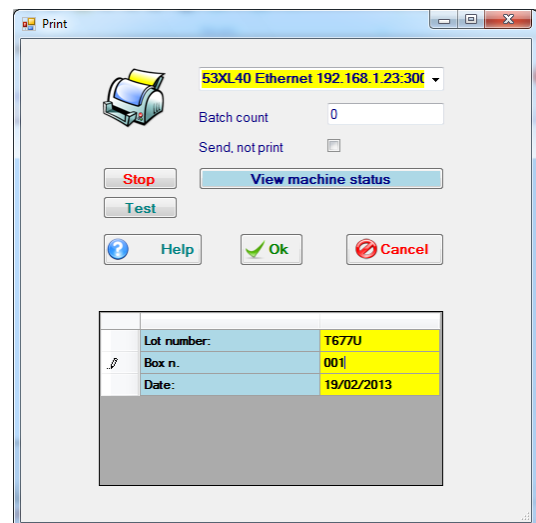 Print
53XL40 Ethernet 192.168.1.23:300
Batch count 0
Send, not print
Stop View machine status
Test
Help Ok Cancel
Lot number: T677U
Box n. 001
Date: 19/02/2013